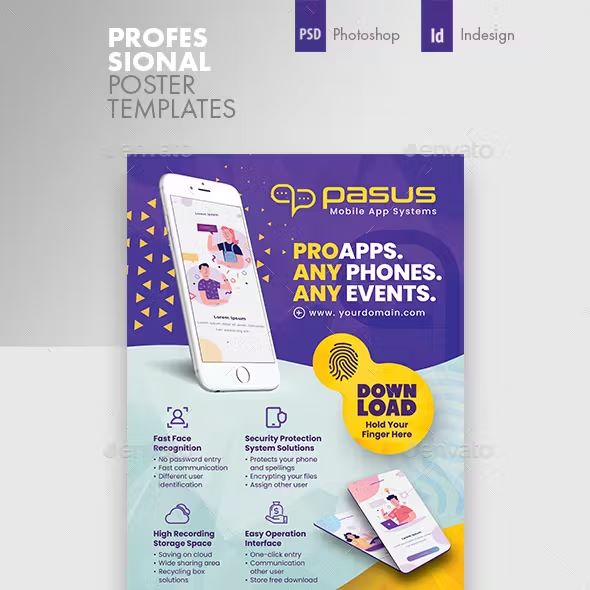 PROFES
SIONAL
POSTER
TEMPLATES
PSD Photoshop
Id Indesign
envato
envato
pasus
Mobile App Systems
PROAPPS.
ANY PHONES.
ANY EVENTS.
www. yourdomain.com
Lorem Ipsum
Lorem Ipsum
DOWN
LOAD
Hold Your
Finger Here
Fast Face
Recognition
• No password entry
• Fast communication
• Different user
identification
Security Protection
System Solutions
• Protects your phone
and spellings
• Encrypting your files
• Assign other user
envato
envato
High Recording
Storage Space
• Saving on cloud
• Wide sharing area
• Recycling box
solutions
Easy Operation
Interface
• One-click entry
• Communication
other user
• Store free download